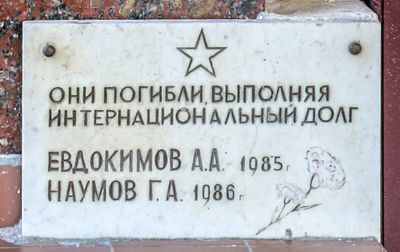 ОНИ ПОГИБЛИ, ВЫПОЛНЯЯ
ИНТЕРНАЦИОНАЛЬНЫЙ ДОЛГ
ЕВДОКИМОВ А.А. 1985г
НАУМОВ Г.А. 1986г